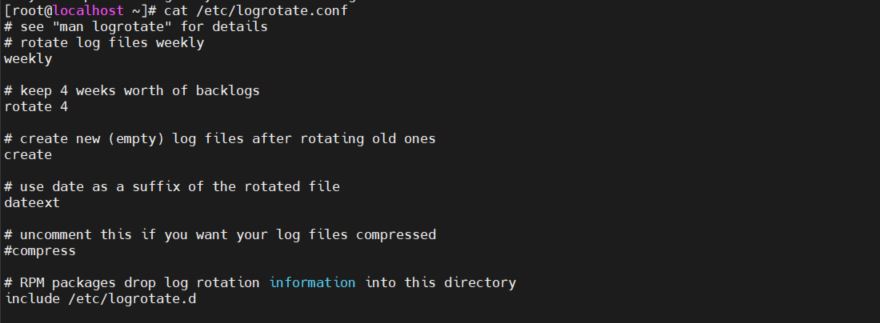 [root@localhost ~]# cat /etc/logrotate.conf
# see "man logrotate" for details
# rotate log files weekly
weekly
# keep 4 weeks worth of backlogs
rotate 4
# create new (empty) log files after rotating old ones
create
# use date as a suffix of the rotated file
dateext
# uncomment this if you want your log files compressed
#compress
# RPM packages drop log rotation information into this directory
include /etc/logrotate.d